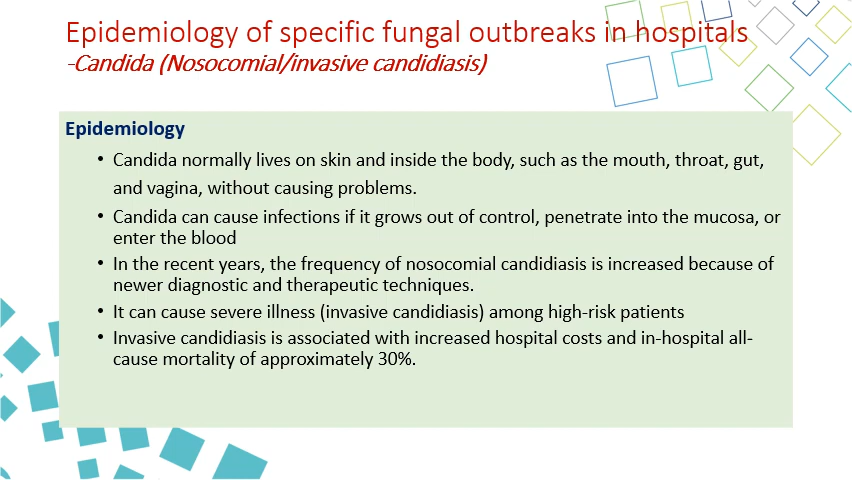 Epidemiology of specific fungal outbreaks in hospitals
-Candida (Nosocomial/invasive candidiasis)
Epidemiology
• Candida normally lives on skin and inside the body, such as the mouth, throat, gut,
and vagina, without causing problems.
• Candida can cause infections if it grows out of control, penetrate into the mucosa, or
enter the blood
• In the recent years, the frequency of nosocomial candidiasis is increased because of
newer diagnostic and therapeutic techniques.
• It can cause severe illness (invasive candidiasis) among high-risk patients
• Invasive candidiasis is associated with increased hospital costs and in-hospital all-
cause mortality of approximately 30%.